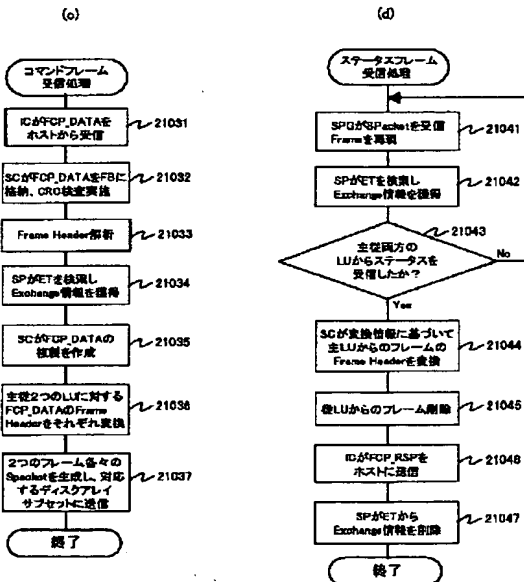 (c)
コマンドフレーム
受信処理
ICがFCP_DATAを
ホストから受信
21031
SCがFCP_DATAをFBに
格納、CRC検査実施
21032
Frame Header解析
21033
SPがETを検索し
Exchange情報を獲得
21034
SCがFCP_DATAの
複製を作成
21035
主従2つのLUに対する
FCP_DATAのFrame
Headerをそれぞれ変換
21036
2つのフレーム各々の
Spacketを生成し、対応
するディスクアレイ
サブセットに送信
21037
終了
(d)
ステータスフレーム
受信処理
SPGがSPacketを受信
Frameを再現
21041
SPがETを検索し
Exchange情報を獲得
21042
主従両方の
LUからステータスを
受信したか?
21043
No
Yes
SCが変換情報に基づいて
主LUからのフレームの
Frame Headerを変換
21044
従LUからのフレーム削除
21045
ICがFCP_RSPを
ホストに送信
21046
SPがETから
Exchange情報を削除
21047
終了